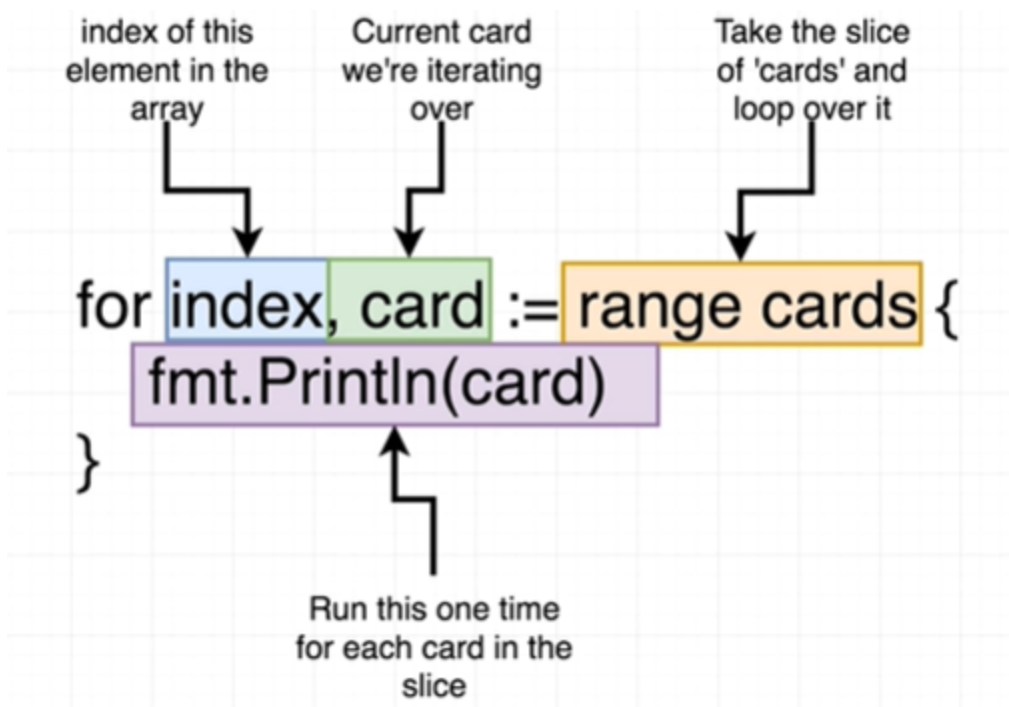 index of this
element in the
array
Current card
we're iterating
over
Take the slice
of 'cards' and
loop over it
for index, card := range cards {
fmt.Println(card)
}
Run this one time
for each card in the
slice